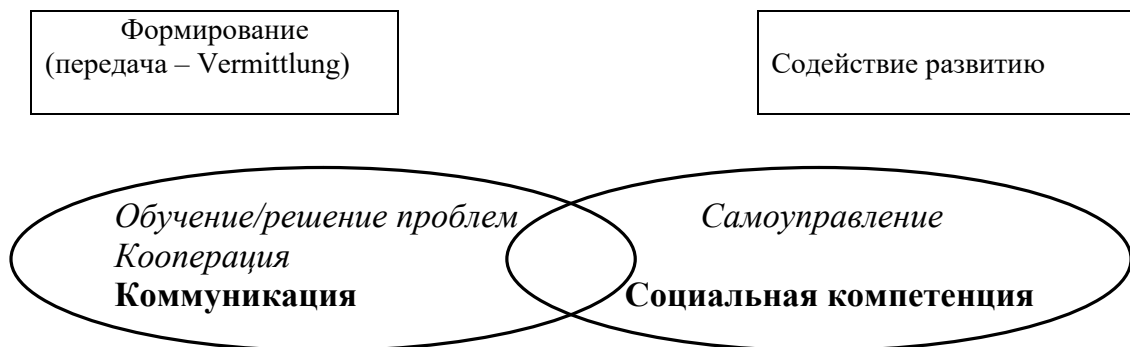 Формирование
(передача – Vermittlung)
Содействие развитию
Обучение/решение проблем
Кооперация
Коммуникация
Самоуправление
Социальная компетенция